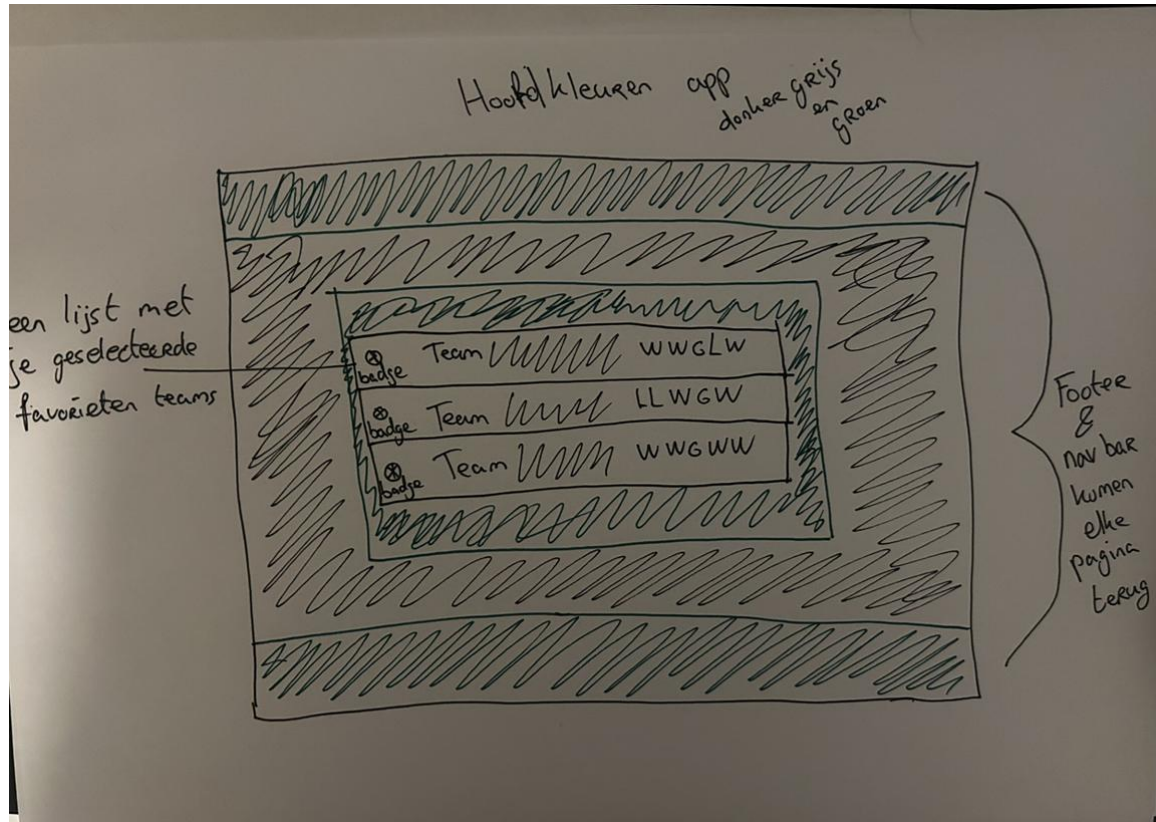 Hoofdkleuren app
donker grijs
en
groen
een lijst met
je geselecteerde
favorieten teams
badge Team WWGLW
badge Team LLWGW
badge Team WWGWW
Footer
&
nav bar
komen
elke
pagina
terug